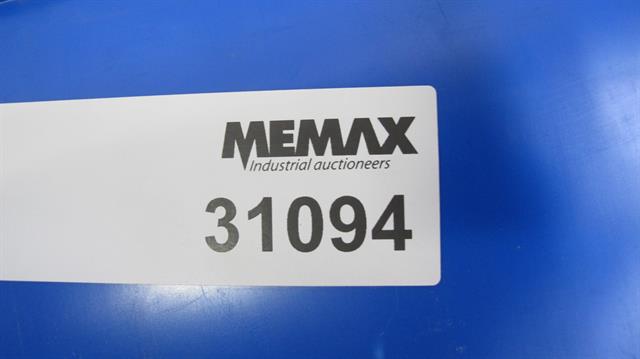 MEMAX
Industrial auctioneers
31094